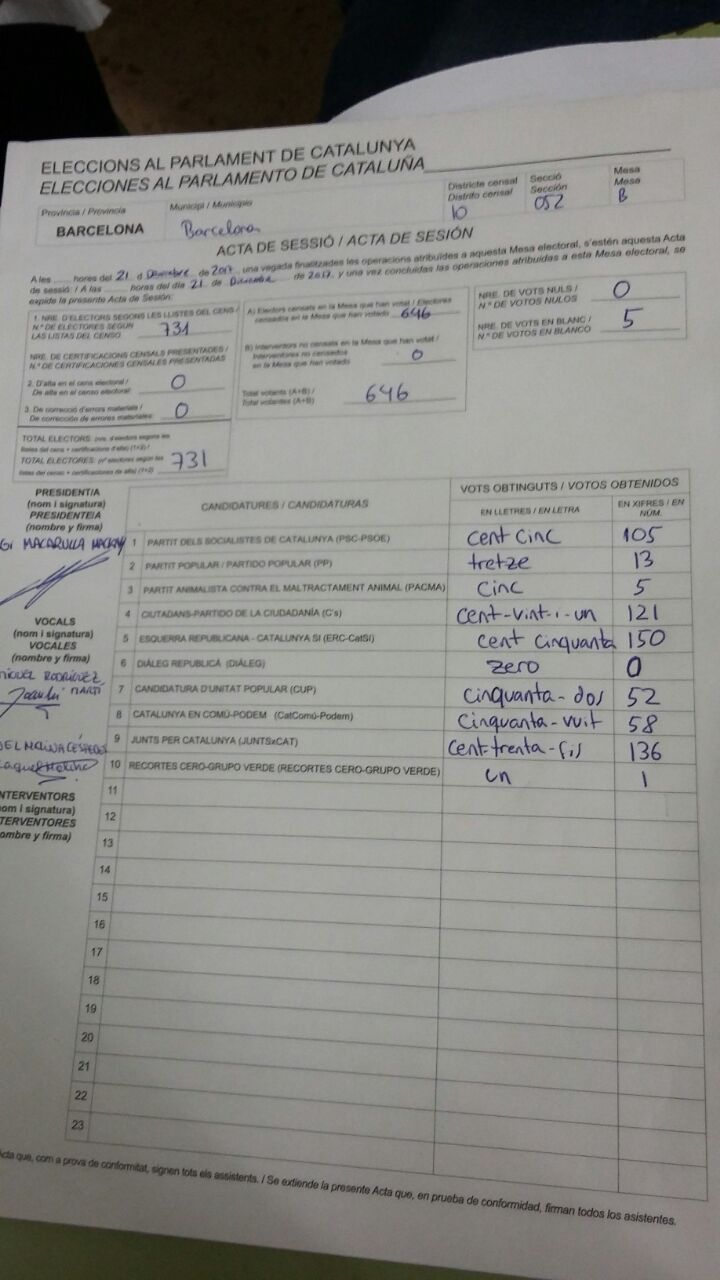 ELECCIONS AL PARLAMENT DE CATALUNYA
ELECCIONES AL PARLAMENTO DE CATALUÑA
Província / Provincia
BARCELONA
Municipi / Municipio
Barcelona
Districte censal
Distrito censal
10
Secció
Sección
052
Mesa
Mesa
B
ACTA DE SESSIÓ / ACTA DE SESIÓN
A les ___ hores del 21 d Desembre de 2017, una vegada finalitzades les operacions atribuïdes a aquesta Mesa electoral, s'estén aquesta Acta
de sessió: / A las ___ horas del día 21 de de 2017, y una vez concluidas las operaciones atribuidas a esta Mesa electoral, se
expide la presente Acta de Sesión:
1. NRE. D'ELECTORS SEGONS LES LLISTES DEL CENS /
N.º DE ELECTORES SEGÚN
LAS LISTAS DEL CENSO
731
NRE. DE CERTIFICACIONS CENSALS PRESENTADES /
N.º DE CERTIFICACIONES CENSALES PRESENTADAS
2. D'alta en el cens electoral /
De alta en el censo electoral:
0
3. De correcció d'errors materials /
De corrección de errores materiales:
0
TOTAL ELECTORS: (nre. d'electors segons les
llistes del cens + certificacions d'alta) (1+2) /
TOTAL ELECTORES: (nº electores según las
listas del censo + certificaciones de alta) (1+2)
731
A) Electors censats en la Mesa que han votat / Electores
censados en la Mesa que han votado
646
B) Interventors no censats en la Mesa que han votat /
Interventores no censados
en la Mesa que han votado
0
Total votants (A+B) /
Total votantes (A+B)
646
NRE. DE VOTS NULS /
N.º DE VOTOS NULOS
0
NRE. DE VOTS EN BLANC /
N.º DE VOTOS EN BLANCO
5
PRESIDENT/A
(nom i signatura)
PRESIDENTE/A
(nombre y firma)
MACARULLA
VOCALS
(nom i signatura)
VOCALES
(nombre y firma)
RODRÍGUEZ
MARTÍ
INTERVENTORS
(nom i signatura)
INTERVENTORES
(nombre y firma)
CANDIDATURES / CANDIDATURAS
VOTS OBTINGUTS / VOTOS OBTENIDOS
EN LLETRES / EN LETRA
EN XIFRES / EN
NÚM.
1 PARTIT DELS SOCIALISTES DE CATALUNYA (PSC-PSOE) cent cinc 105
2 PARTIT POPULAR / PARTIDO POPULAR (PP) tretze 13
3 PARTIT ANIMALISTA CONTRA EL MALTRACTAMENT ANIMAL (PACMA) cinc 5
4 CIUTADANS-PARTIDO DE LA CIUDADANÍA (C's) cent-vint-i-un 121
5 ESQUERRA REPUBLICANA - CATALUNYA SÍ (ERC-CatSí) cent cinquanta 150
6 DIÀLEG REPUBLICÀ (DIÀLEG) zero 0
7 CANDIDATURA D'UNITAT POPULAR (CUP) cinquanta-dos 52
8 CATALUNYA EN COMÚ-PODEM (CatComú-Podem) cinquanta-vuit 58
9 JUNTS PER CATALUNYA (JUNTSxCAT) cent-trenta-sis 136
10 RECORTES CERO-GRUPO VERDE (RECORTES CERO-GRUPO VERDE) un 1
11
12
13
14
15
16
17
18
19
20
21
22
23
Acta que, com a prova de conformitat, signen tots els assistents. / Se extiende la presente Acta que, en prueba de conformidad, firman todos los asistentes.